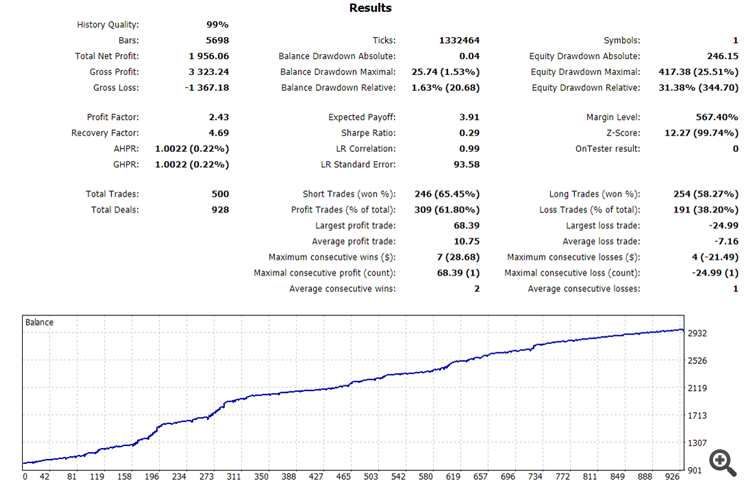 Results
History Quality: 99%
Bars: 5698 Ticks: 1332464 Symbols: 1
Total Net Profit: 1 956.06 Balance Drawdown Absolute: 0.04 Equity Drawdown Absolute: 246.15
Gross Profit: 3 323.24 Balance Drawdown Maximal: 25.74 (1.53%) Equity Drawdown Maximal: 417.38 (25.51%)
Gross Loss: -1 367.18 Balance Drawdown Relative: 1.63% (20.68) Equity Drawdown Relative: 31.38% (344.70)
Profit Factor: 2.43 Expected Payoff: 3.91 Margin Level: 567.40%
Recovery Factor: 4.69 Sharpe Ratio: 0.29 Z-Score: 12.27 (99.74%)
AHPR: 1.0022 (0.22%) LR Correlation: 0.99 OnTester result: 0
GHPR: 1.0022 (0.22%) LR Standard Error: 93.58
Total Trades: 500 Short Trades (won %): 246 (65.45%) Long Trades (won %): 254 (58.27%)
Total Deals: 928 Profit Trades (% of total): 309 (61.80%) Loss Trades (% of total): 191 (38.20%)
Largest profit trade: 68.39 Largest loss trade: -24.99
Average profit trade: 10.75 Average loss trade: -7.16
Maximum consecutive wins ($): 7 (28.68) Maximum consecutive losses ($): 4 (-21.49)
Maximal consecutive profit (count): 68.39 (1) Maximal consecutive loss (count): -24.99 (1)
Average consecutive wins: 2 Average consecutive losses: 1
Balance
2932
2526
2119
1713
1307
901
0 42 81 119 158 196 234 273 311 350 388 427 465 503 542 580 619 657 696 734 772 811 849 888 926